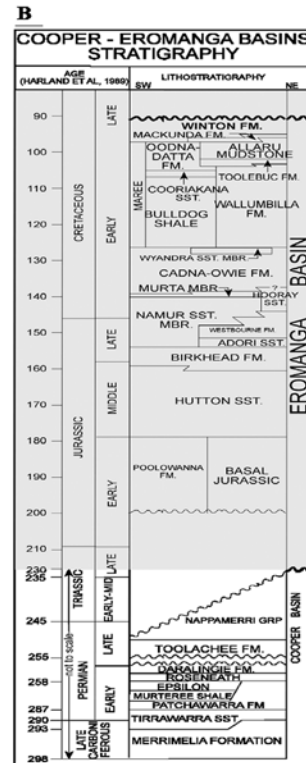 B
COOPER - EROMANGA BASINS
STRATIGRAPHY
AGE
(HARLAND ET AL, 1989)
LITHOSTRATIGRAPHY
SW
NE
90
100
110
120
130
140
150
160
170
180
190
200
210
230
235
245
255
258
287
290
293
298
CRETACEOUS
JURASSIC
TRIASSIC
PERMIAN
LATE CARBONI FEROUS
not to scale
LATE
EARLY
LATE
MIDDLE
EARLY
LATE
EARLY-MID
LATE
EARLY
WINTON FM.
MACKUNDA FM.
OODNA-
DATTA
FM.
ALLARU
MUDSTONE
TOOLEBUC FM.
COORIAKANA
SST.
MAREE
BULLDOG
SHALE
WALLUMBILLA
FM.
WYANDRA SST. MBR.
CADNA-OWIE FM.
MURTA MBR.
?
HOORAY
SST.
NAMUR SST.
MBR.
WESTBOURNE FM.
ADORI SST.
BIRKHEAD FM.
HUTTON SST.
POOLOWANNA
FM.
BASAL
JURASSIC
NAPPAMERRI GRP
TOOLACHEE FM.
DARALINGIE FM.
ROSENEATH
EPSILON
MURTEREE SHALE
PATCHAWARRA FM
TIRRAWARRA SST.
MERRIMELIA FORMATION
EROMANGA BASIN
COOPER BASIN